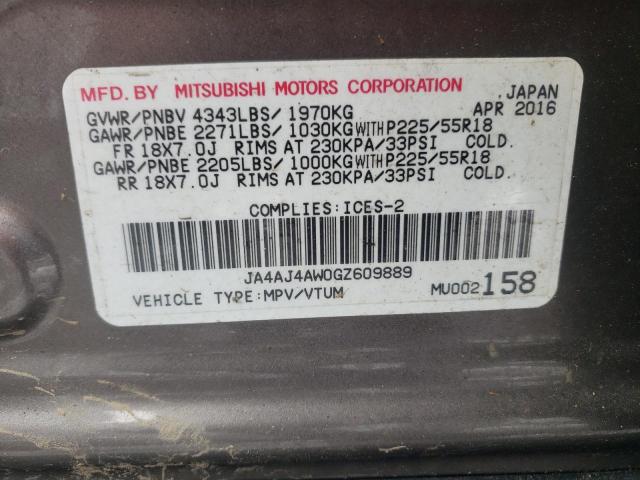 MFD. BY MITSUBISHI MOTORS CORPORATION JAPAN
GVWR/PNBV 4343LBS/ 1970KG APR 2016
GAWR/PNBE 2271LBS/ 1030KG WITH P225/55R18
FR 18X7.0J RIMS AT 230KPA/33PSI COLD.
GAWR/PNBE 2205LBS/ 1000KG WITH P225/55R18
RR 18X7.0J RIMS AT 230KPA/33PSI COLD.
COMPLIES:ICES-2
JA4AJ4AW0GZ609889
VEHICLE TYPE:MPV/VTUM MU002158